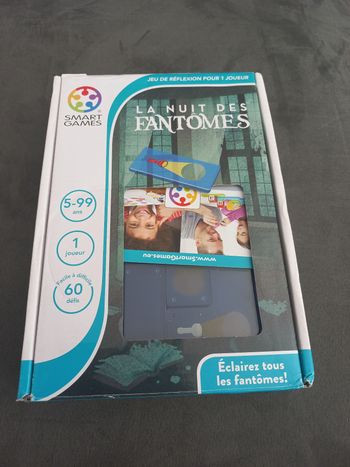 JEU DE RÉFLEXION POUR 1 JOUEUR
SMART
GAMES
®
LA NUIT DES
FANTÔMES
5-99
ans
1
joueur
Facile à difficile
60
défis
www.SmartGames.eu
Éclairez tous
les fantômes!